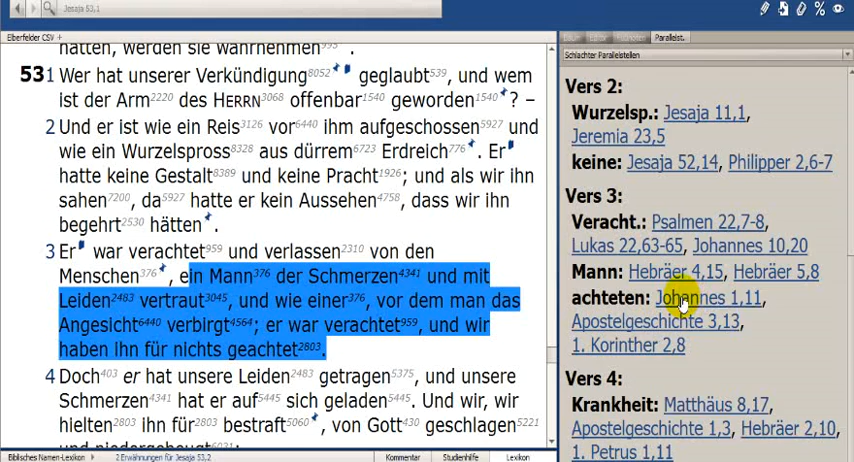 Jesaja 53,1
Elberfelder CSV
Parallelst.
Schlachter Parallelstellen
hatten, werden sie wahrnehmen995.
531 Wer hat unserer Verkündigung8052 geglaubt539, und wem
ist der Arm2220 des HERRN3068 offenbar1540 geworden1540? –
2 Und er ist wie ein Reis3126 vor6440 ihm aufgeschossen5927 und
wie ein Wurzelspross8328 aus dürrem6723 Erdreich776. Er
hatte keine Gestalt8389 und keine Pracht1926; und als wir ihn
sahen7200, da5927 hatte er kein Aussehen4758, dass wir ihn
begehrt2530 hätten.
3 Er war verachtet959 und verlassen2310 von den
Menschen376, ein Mann376 der Schmerzen4341 und mit
Leiden2483 vertraut3045, und wie einer376, vor dem man das
Angesicht6440 verbirgt4564; er war verachtet959, und wir
haben ihn für nichts geachtet2803.
4 Doch403 er hat unsere Leiden2483 getragen5375, und unsere
Schmerzen4341 hat er auf5445 sich geladen5445. Und wir, wir
hielten2803 ihn für2803 bestraft5060, von Gott430 geschlagen5221
und niedergebeugt6031;
Vers 2:
Wurzelsp.: Jesaja 11,1,
Jeremia 23,5
keine: Jesaja 52,14, Philipper 2,6-7
Vers 3:
Veracht.: Psalmen 22,7-8,
Lukas 22,63-65, Johannes 10,20
Mann: Hebräer 4,15, Hebräer 5,8
achteten: Johannes 1,11,
Apostelgeschichte 3,13,
1. Korinther 2,8
Vers 4:
Krankheit: Matthäus 8,17,
Apostelgeschichte 1,3, Hebräer 2,10,
1. Petrus 1,11
Biblisches Namen-Lexikon
2 Erwähnungen für Jesaja 53,2
Kommentar
Studienhilfe
Lexikon